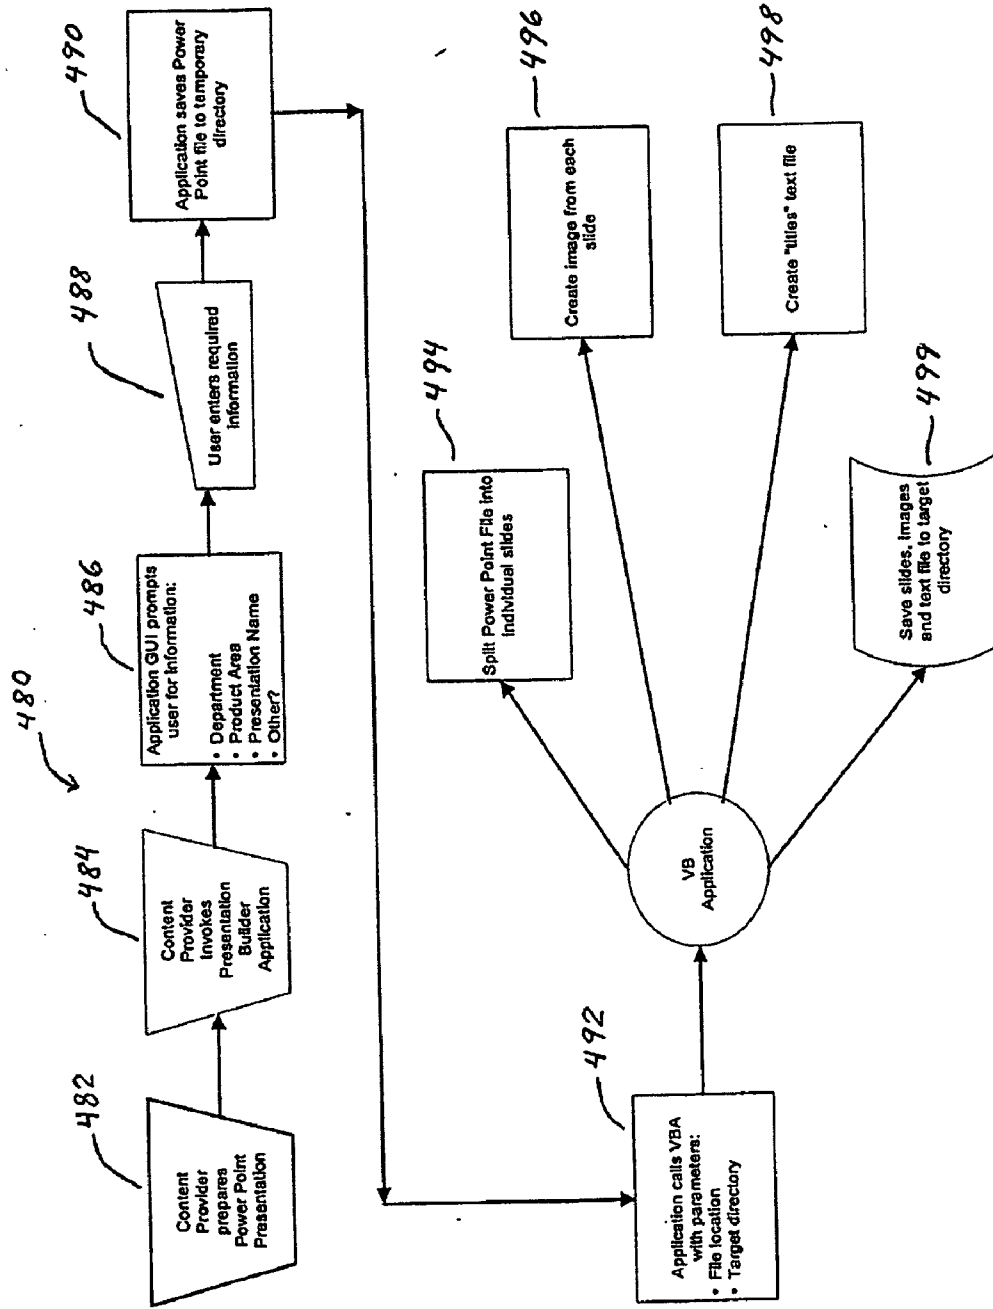 480
482
Content
Provider
prepares
Power Point
Presentation
484
Content
Provider
Invokes
Presentation
Builder
Application
486
Application GUI prompts
user for Information:
• Department
• Product Area
• Presentation Name
• Other?
488
User enters required
information
490
Application saves Power
Point file to temporary
directory
492
Application calls VBA
with parameters:
• File location
• Target directory
VB
Application
494
Split Power Point File into
individual slides
496
Create image from each
slide
498
Create "titles" text file
499
Save slides, images
and text file to target
directory